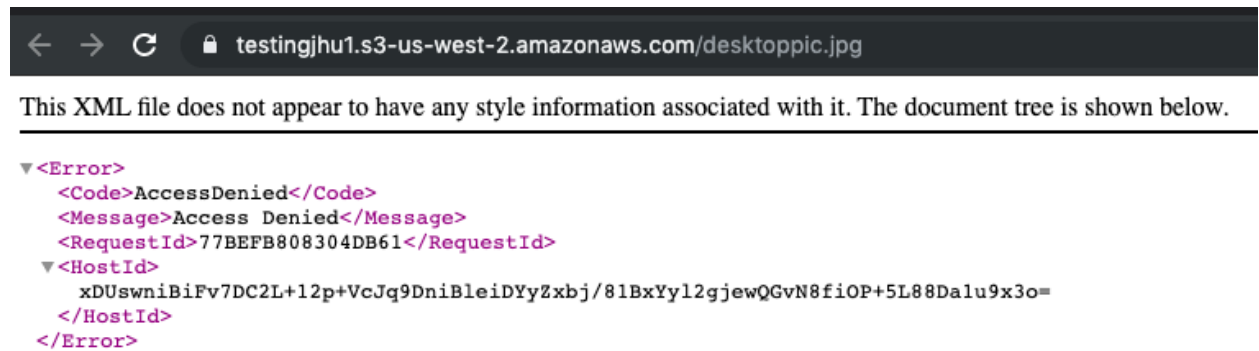 testingjhu1.s3-us-west-2.amazonaws.com/desktoppic.jpg
This XML file does not appear to have any style information associated with it. The document tree is shown below.
▼<Error>
<Code>AccessDenied</Code>
<Message>Access Denied</Message>
<RequestId>77BEFB808304DB61</RequestId>
▼<HostId>
xDUswniBiFv7DC2L+12p+VcJq9DniBleiDYyZxbj/81BxYyl2gjewQGvN8fiOP+5L88Da1u9x3o=
</HostId>
</Error>